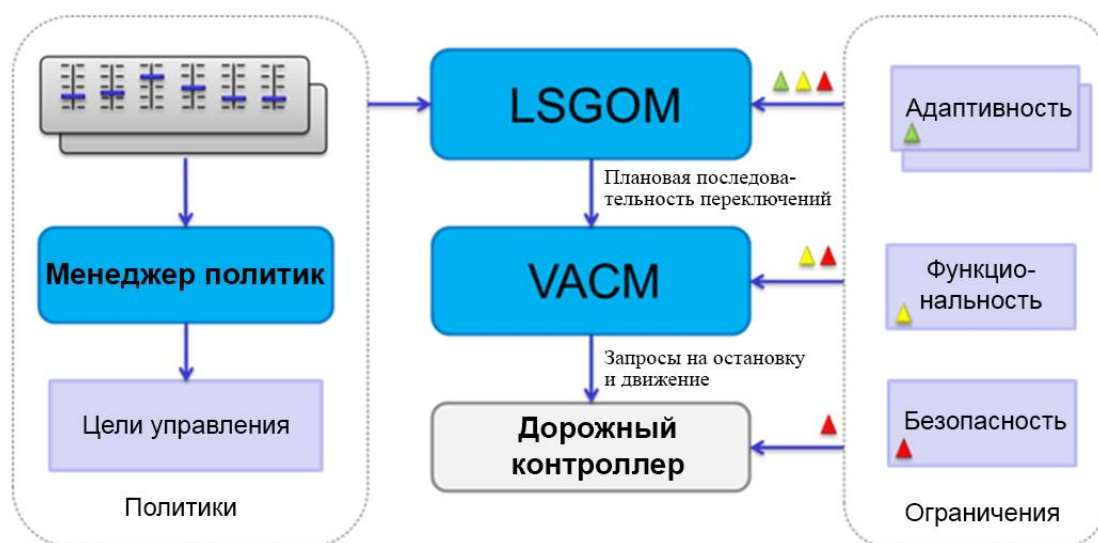 LSGOM
Адаптивность
Плановая последова-
тельность переключений
Менеджер политик
VACM
Функцио-
нальность
Запросы на остановку
и движение
Цели управления
Дорожный
контроллер
Безопасность
Политики
Ограничения